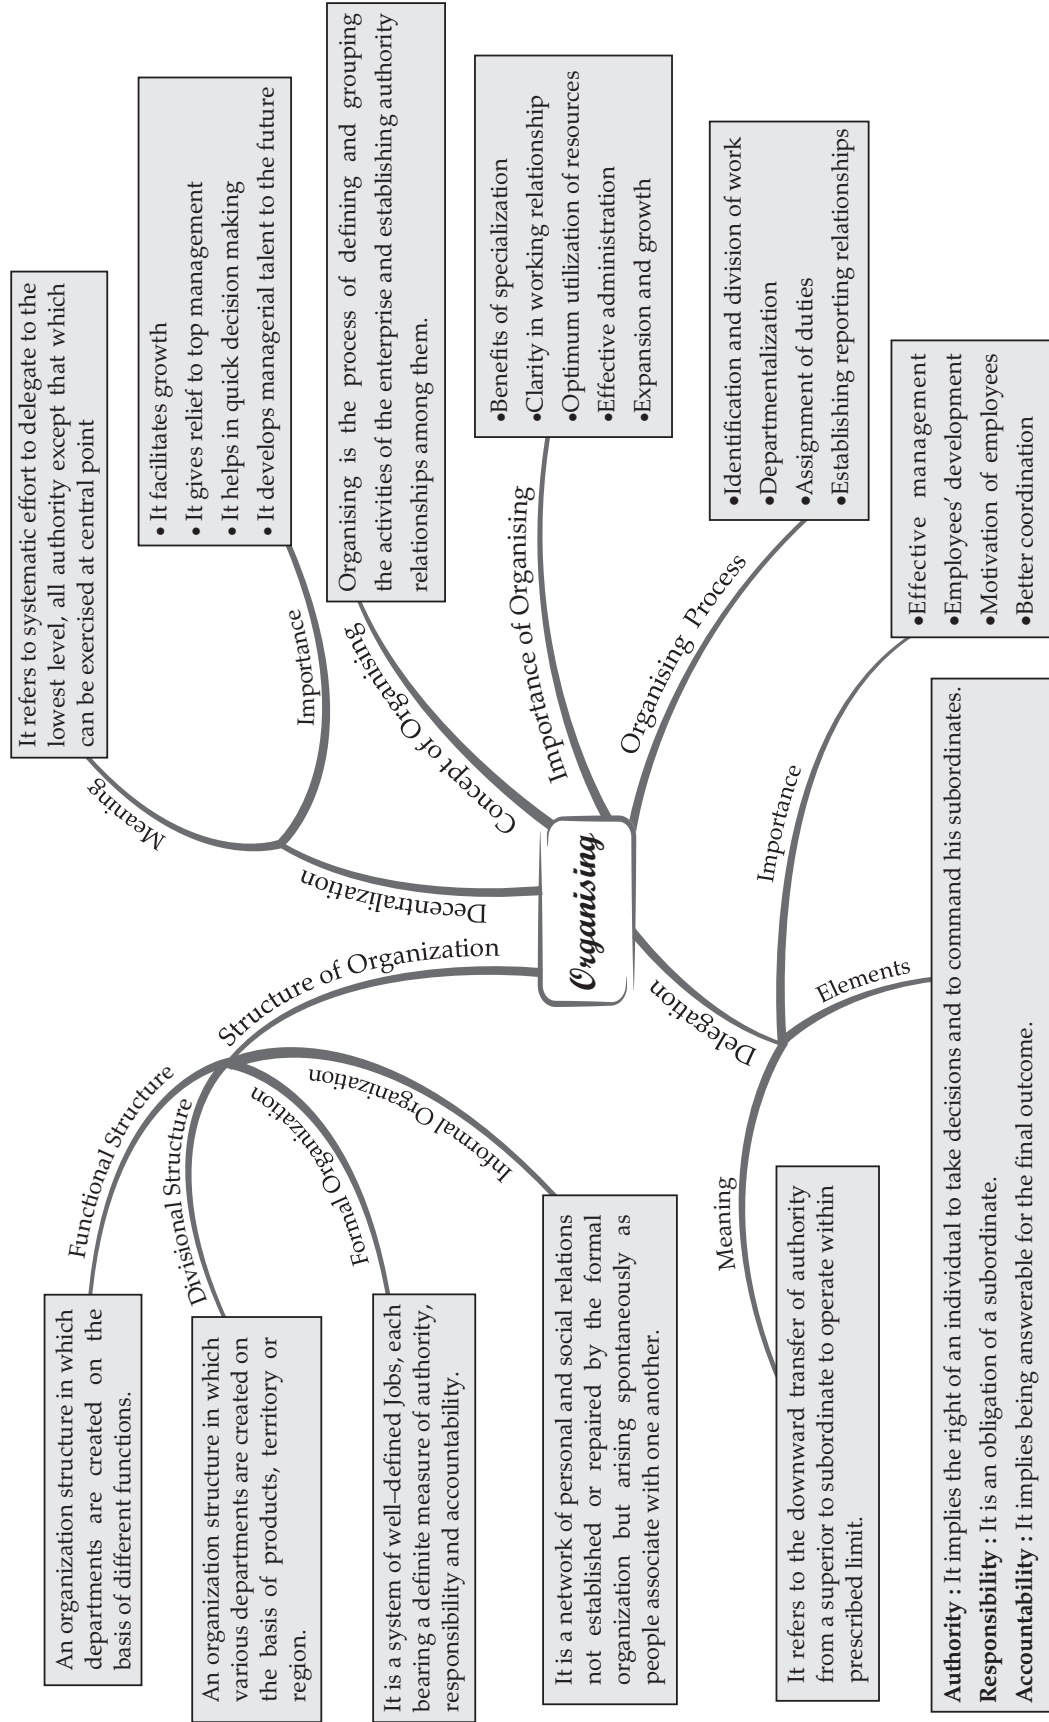 Organising
Concept of Organising
Organising is the process of defining and grouping
the activities of the enterprise and establishing authority
relationships among them.
Importance of Organising
•Benefits of specialization
•Clarity in working relationship
•Optimum utilization of resources
•Effective administration
•Expansion and growth
Organising Process
•Identification and division of work
•Departmentalization
•Assignment of duties
•Establishing reporting relationships
Delegation
Importance
•Effective management
•Employees' development
•Motivation of employees
•Better coordination
Elements
Authority : It implies the right of an individual to take decisions and to command his subordinates.
Responsibility : It is an obligation of a subordinate.
Accountability : It implies being answerable for the final outcome.
Meaning
It refers to the downward transfer of authority
from a superior to subordinate to operate within
prescribed limit.
Structure of Organization
Functional Structure
An organization structure in which
departments are created on the
basis of different functions.
Divisional Structure
An organization structure in which
various departments are created on
the basis of products, territory or
region.
Formal Organization
It is a system of well–defined Jobs, each
bearing a definite measure of authority,
responsibility and accountability.
Informal Organization
It is a network of personal and social relations
not established or repaired by the formal
organization but arising spontaneously as
people associate with one another.
Decentralization
Meaning
It refers to systematic effort to delegate to the
lowest level, all authority except that which
can be exercised at central point
Importance
• It facilitates growth
• It gives relief to top management
• It helps in quick decision making
• It develops managerial talent to the future